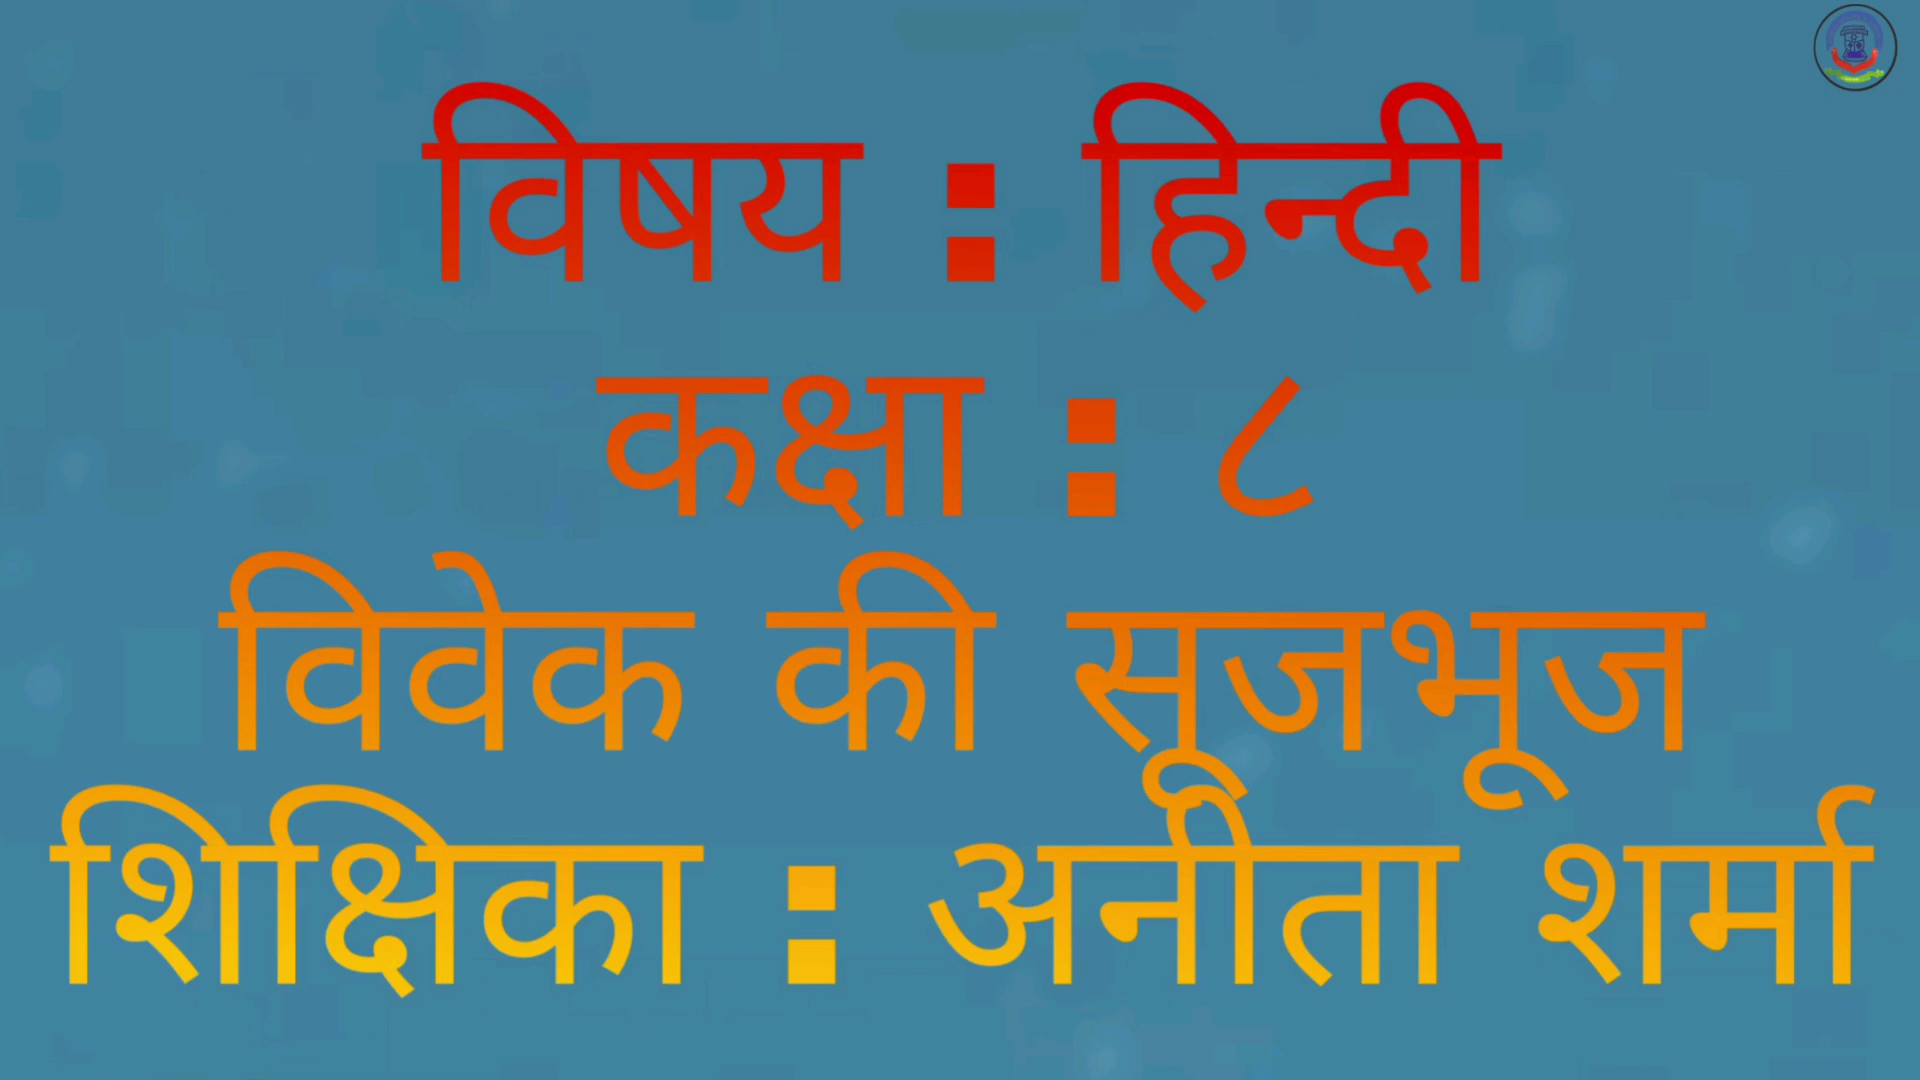 विषय : हिन्दी
कक्षा : ८
विवेक की सूजभूज
शिक्षिका : अनीता शर्मा